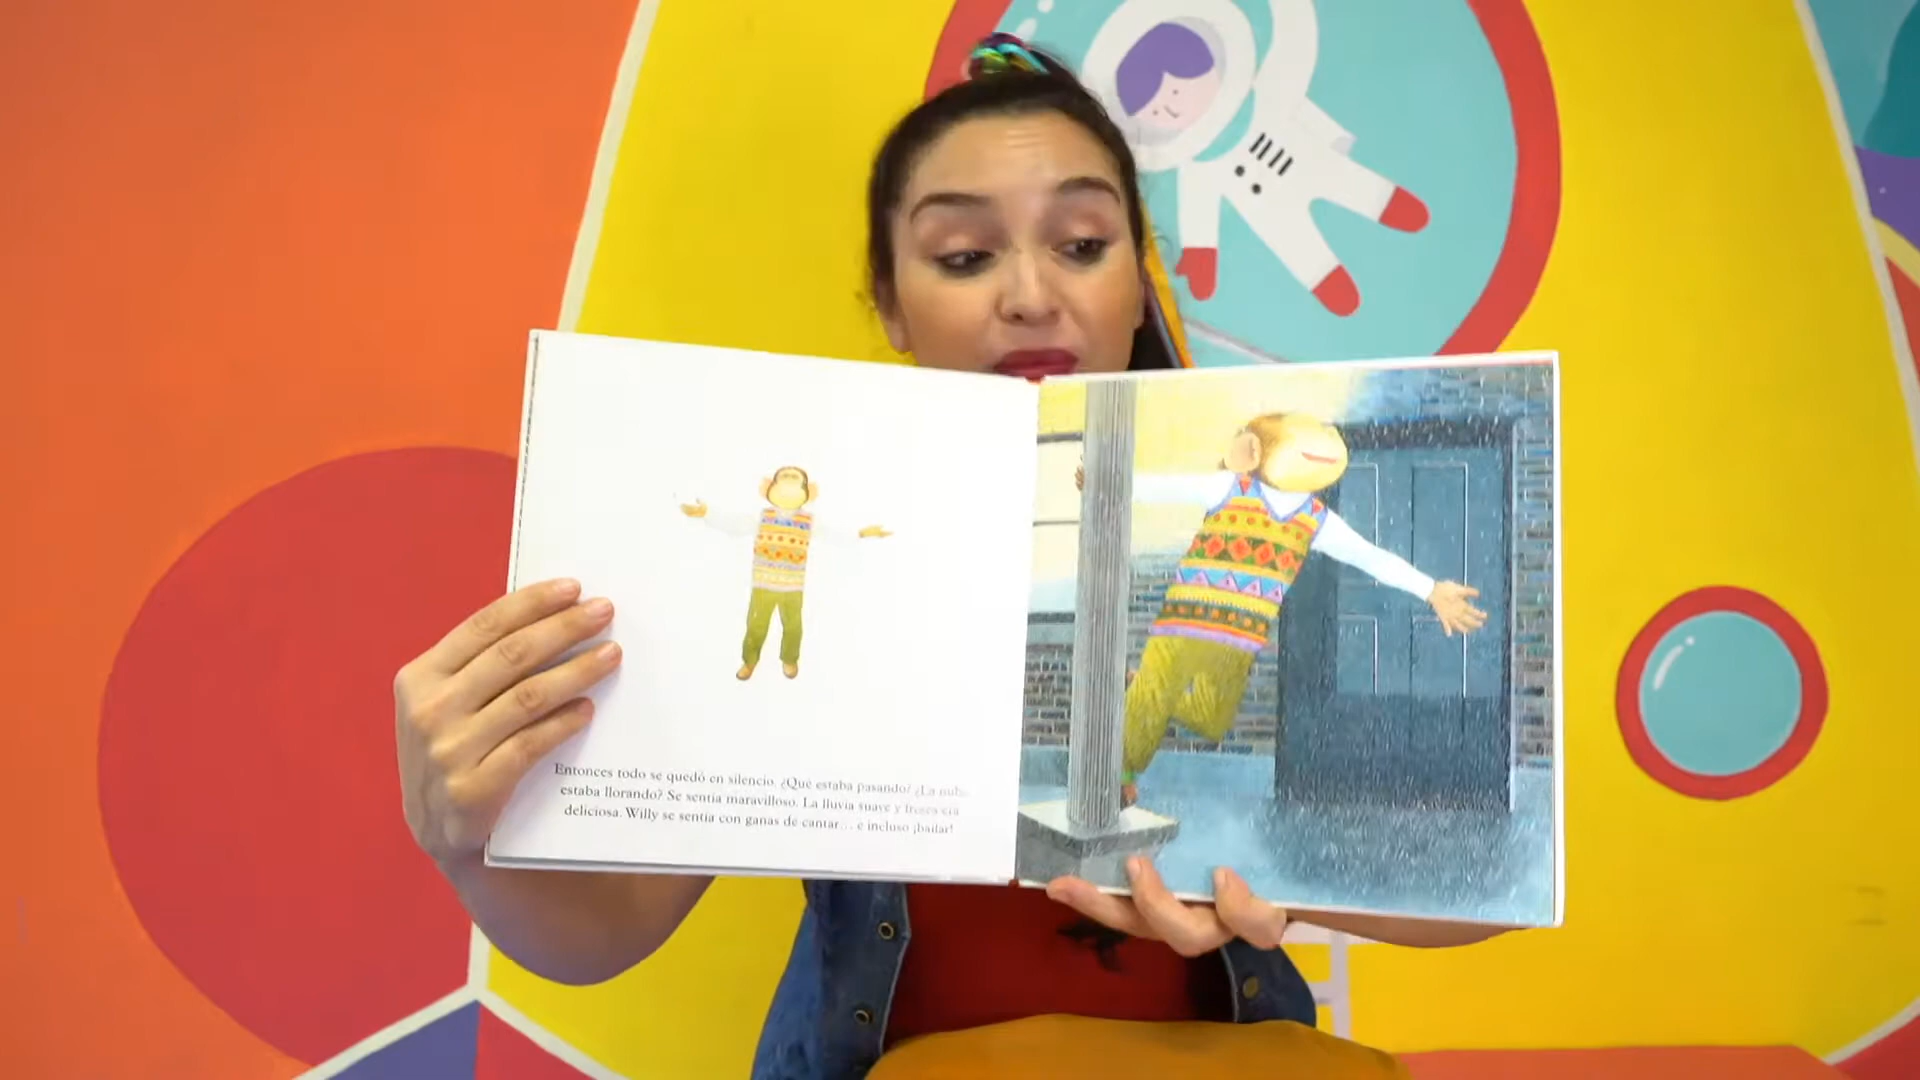 Entonces todo se quedó en silencio. ¿Qué estaba pasando? ¿La nube
estaba llorando? Se sentía maravilloso. La lluvia suave y fresca era
deliciosa. Willy se sentía con ganas de cantar… e incluso ¡bailar!